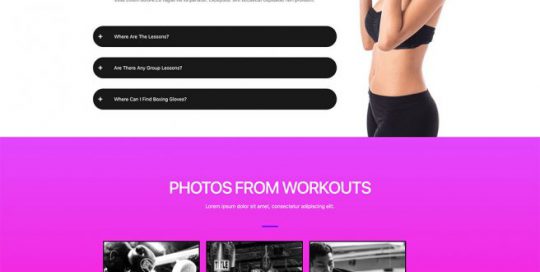 Where Are The Lessons?
Are There Any Group Lessons?
Where Can I Find Boxing Gloves?
PHOTOS FROM WORKOUTS
Lorem ipsum dolor sit amet, consectetur adipiscing elit.
TITLE